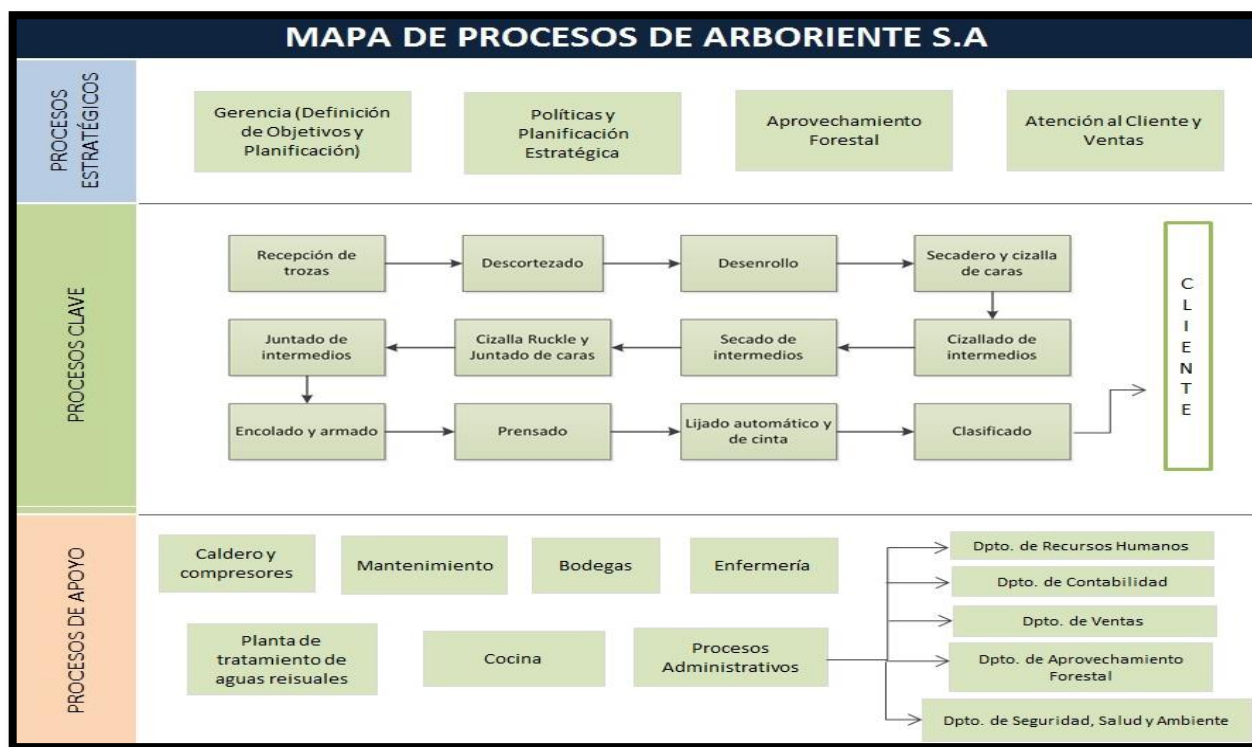 MAPA DE PROCESOS DE ARBORIENTE S.A
PROCESOS
ESTRATÉGICOS
Gerencia (Definición
de Objetivos y
Planificación)
Políticas y
Planificación
Estratégica
Aprovechamiento
Forestal
Atención al Cliente y
Ventas
PROCESOS CLAVE
Recepción de
trozas
Descortezado
Desenrollo
Secadero y cizalla
de caras
Juntado de
intermedios
Cizalla Ruckle y
Juntado de caras
Secado de
intermedios
Cizallado de
intermedios
Encolado y armado
Prensado
Lijado automático y
de cinta
Clasificado
CLIENTE
PROCESOS DE APOYO
Caldero y
compresores
Mantenimiento
Bodegas
Enfermería
Planta de
tratamiento de
aguas reisuales
Cocina
Procesos
Administrativos
Dpto. de Recursos Humanos
Dpto. de Contabilidad
Dpto. de Ventas
Dpto. de Aprovechamiento
Forestal
Dpto. de Seguridad, Salud y Ambiente